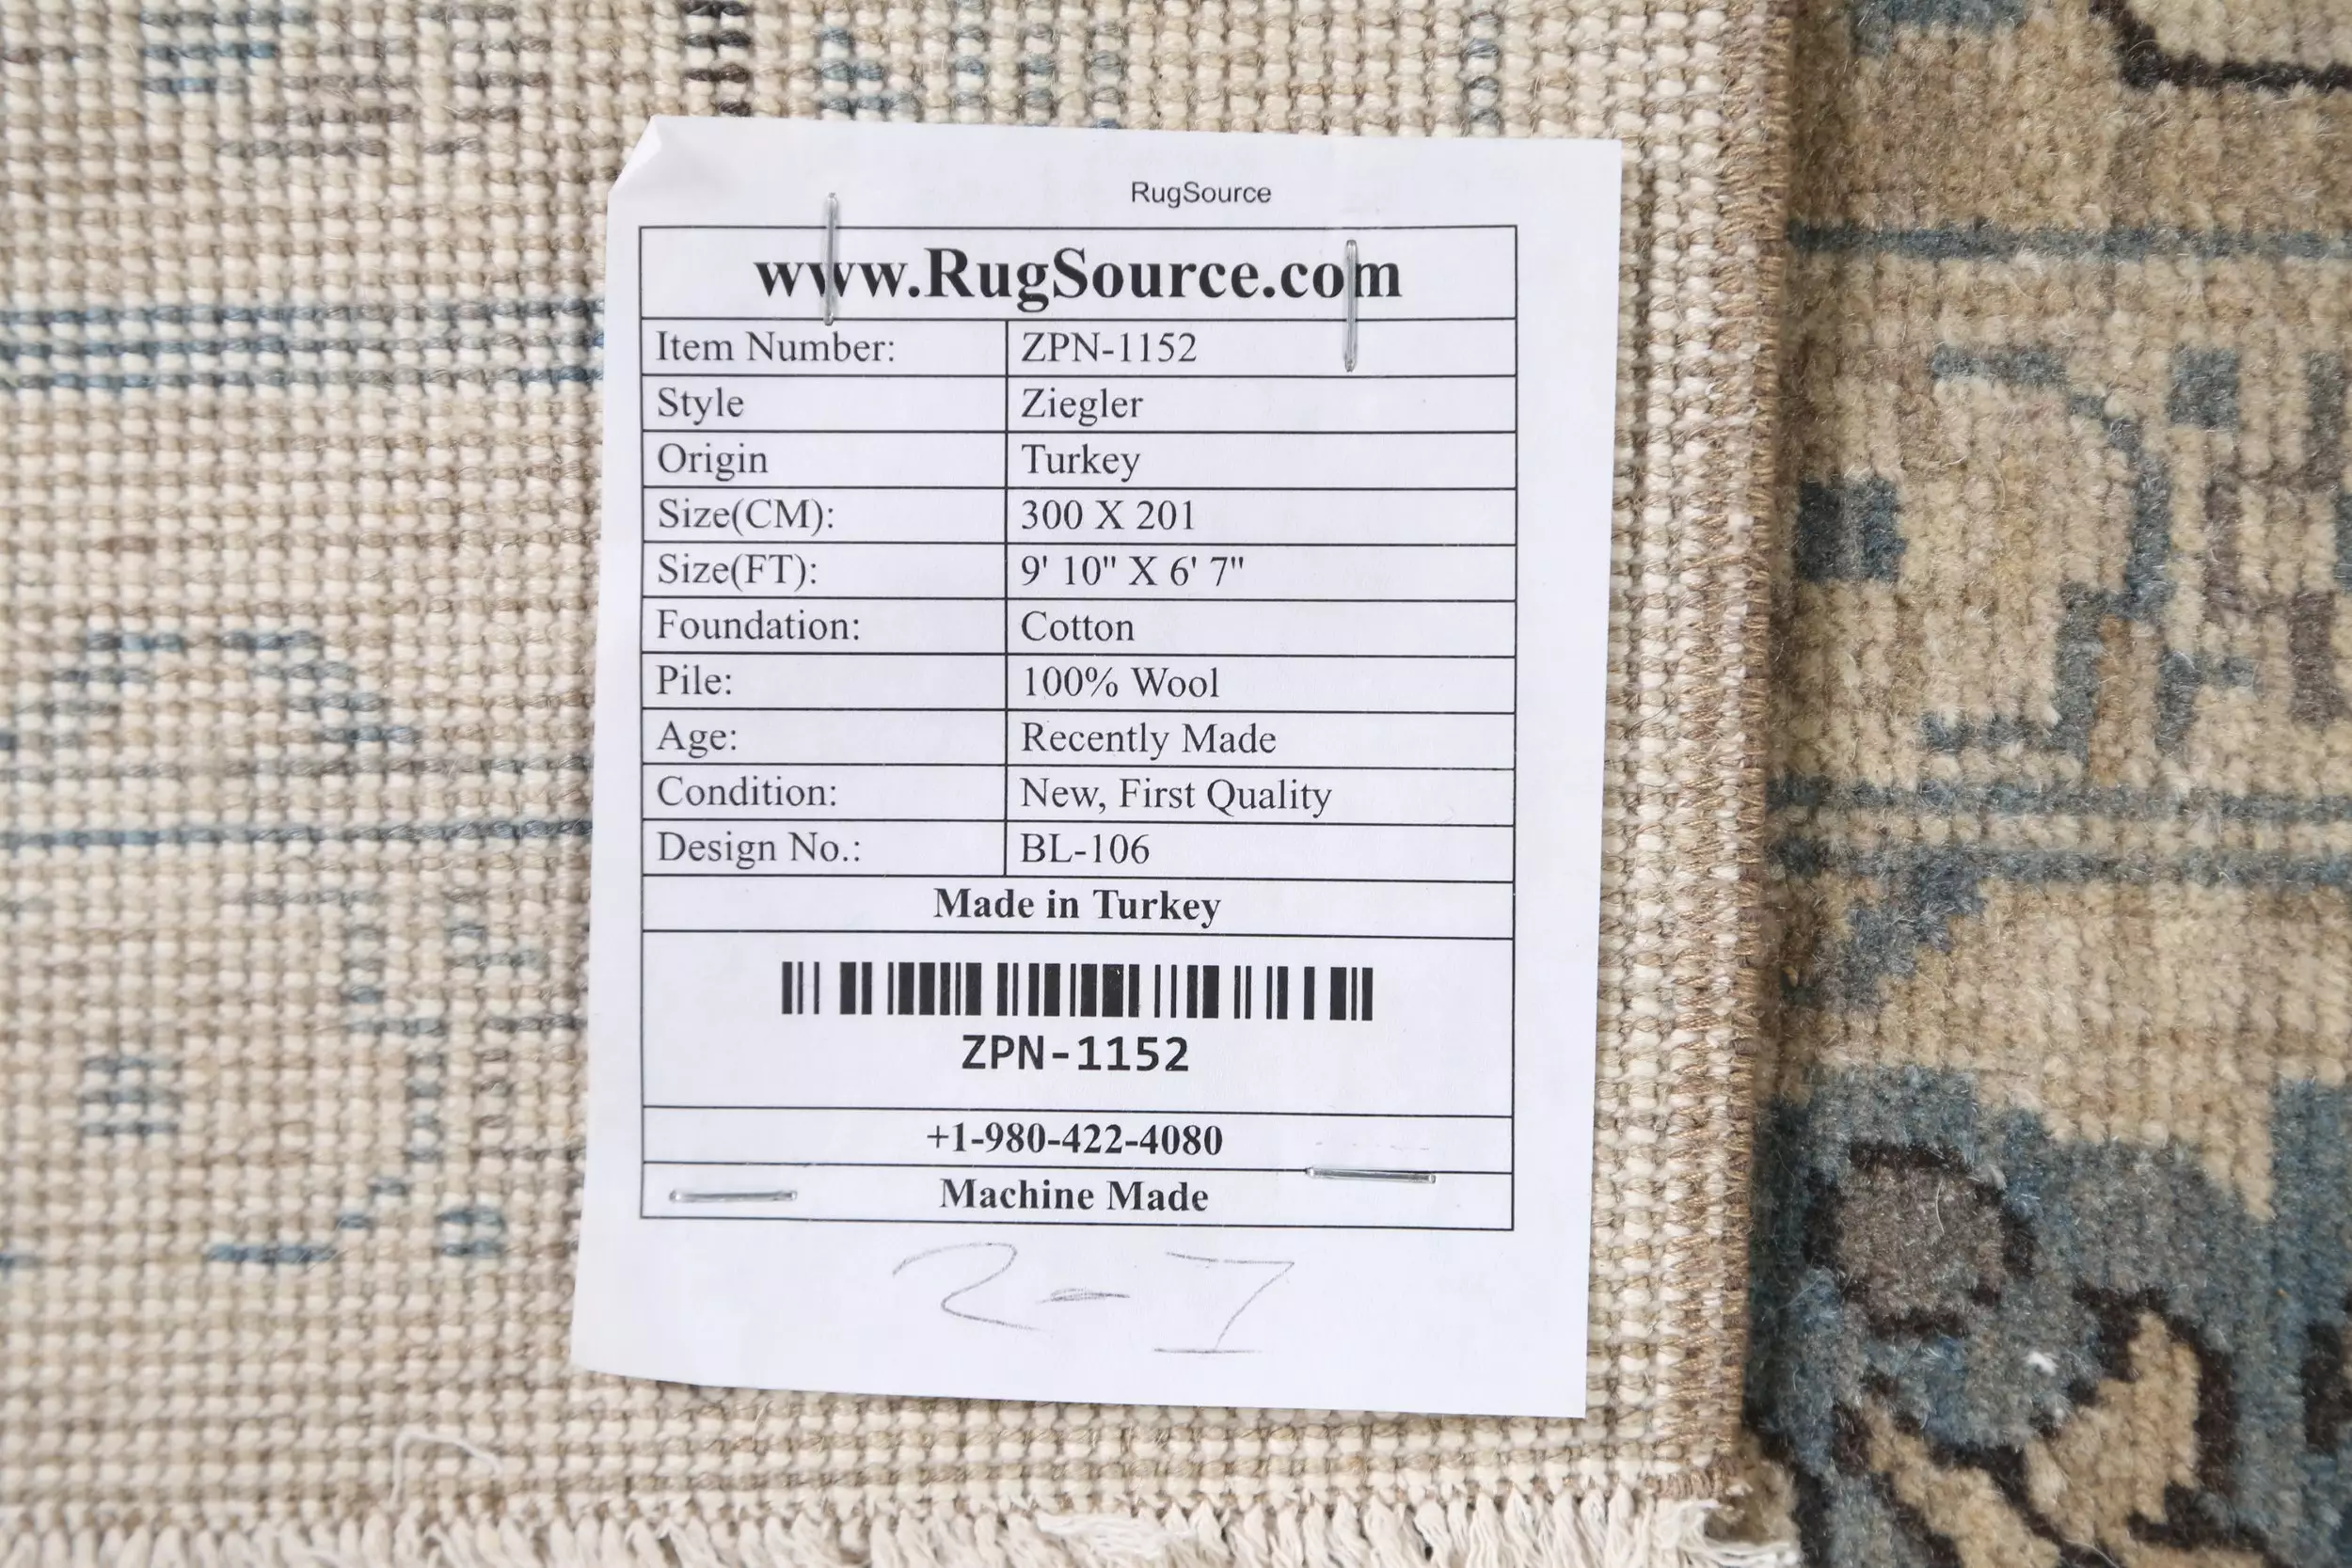 RugSource
www.RugSource.com
Item Number: ZPN-1152
Style Ziegler
Origin Turkey
Size(CM): 300 X 201
Size(FT): 9' 10" X 6' 7"
Foundation: Cotton
Pile: 100% Wool
Age: Recently Made
Condition: New, First Quality
Design No.: BL-106
Made in Turkey
ZPN-1152
+1-980-422-4080
Machine Made